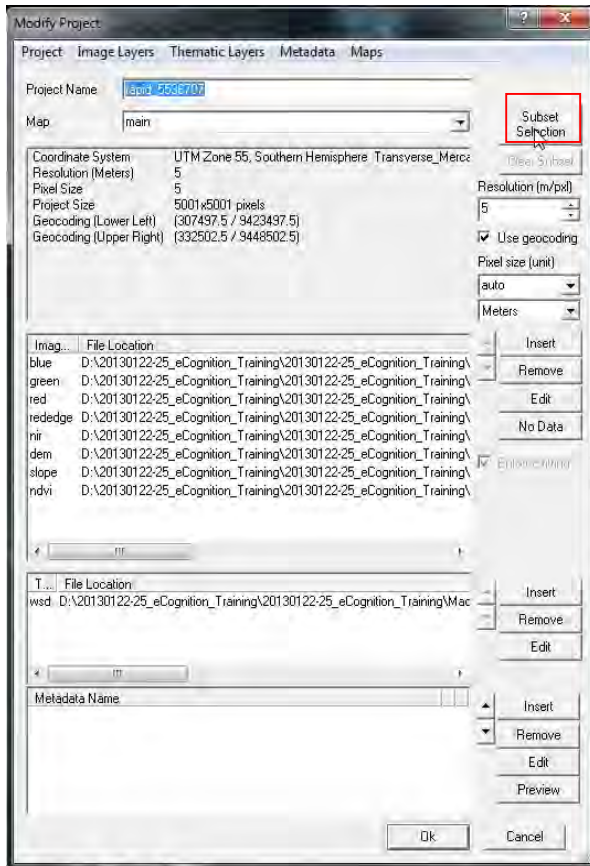 Modify Project
Project Image Layers Thematic Layers Metadata Maps
Project Name rapid_5536707
Map main
Subset Selection
Clear Subset
Coordinate System UTM Zone 55, Southern Hemisphere Transverse_Merca
Resolution (Meters) 5
Pixel Size 5
Project Size 5001x5001 pixels
Geocoding (Lower Left) (307497.5 / 9423497.5)
Geocoding (Upper Right) (332502.5 / 9448502.5)
Resolution (m/pxl)
5
Use geocoding
Pixel size (unit)
auto
Meters
Imag... File Location
blue D:\20130122-25_eCognition_Training\20130122-25_eCognition_Training\
green D:\20130122-25_eCognition_Training\20130122-25_eCognition_Training\
red D:\20130122-25_eCognition_Training\20130122-25_eCognition_Training\
rededge D:\20130122-25_eCognition_Training\20130122-25_eCognition_Training\
nir D:\20130122-25_eCognition_Training\20130122-25_eCognition_Training\
dem D:\20130122-25_eCognition_Training\20130122-25_eCognition_Training\
slope D:\20130122-25_eCognition_Training\20130122-25_eCognition_Training\
ndvi D:\20130122-25_eCognition_Training\20130122-25_eCognition_Training\
Insert
Remove
Edit
No Data
T... File Location
wsd D:\20130122-25_eCognition_Training\20130122-25_eCognition_Training\Mac
Insert
Remove
Edit
Metadata Name
Insert
Remove
Edit
Preview
Ok Cancel